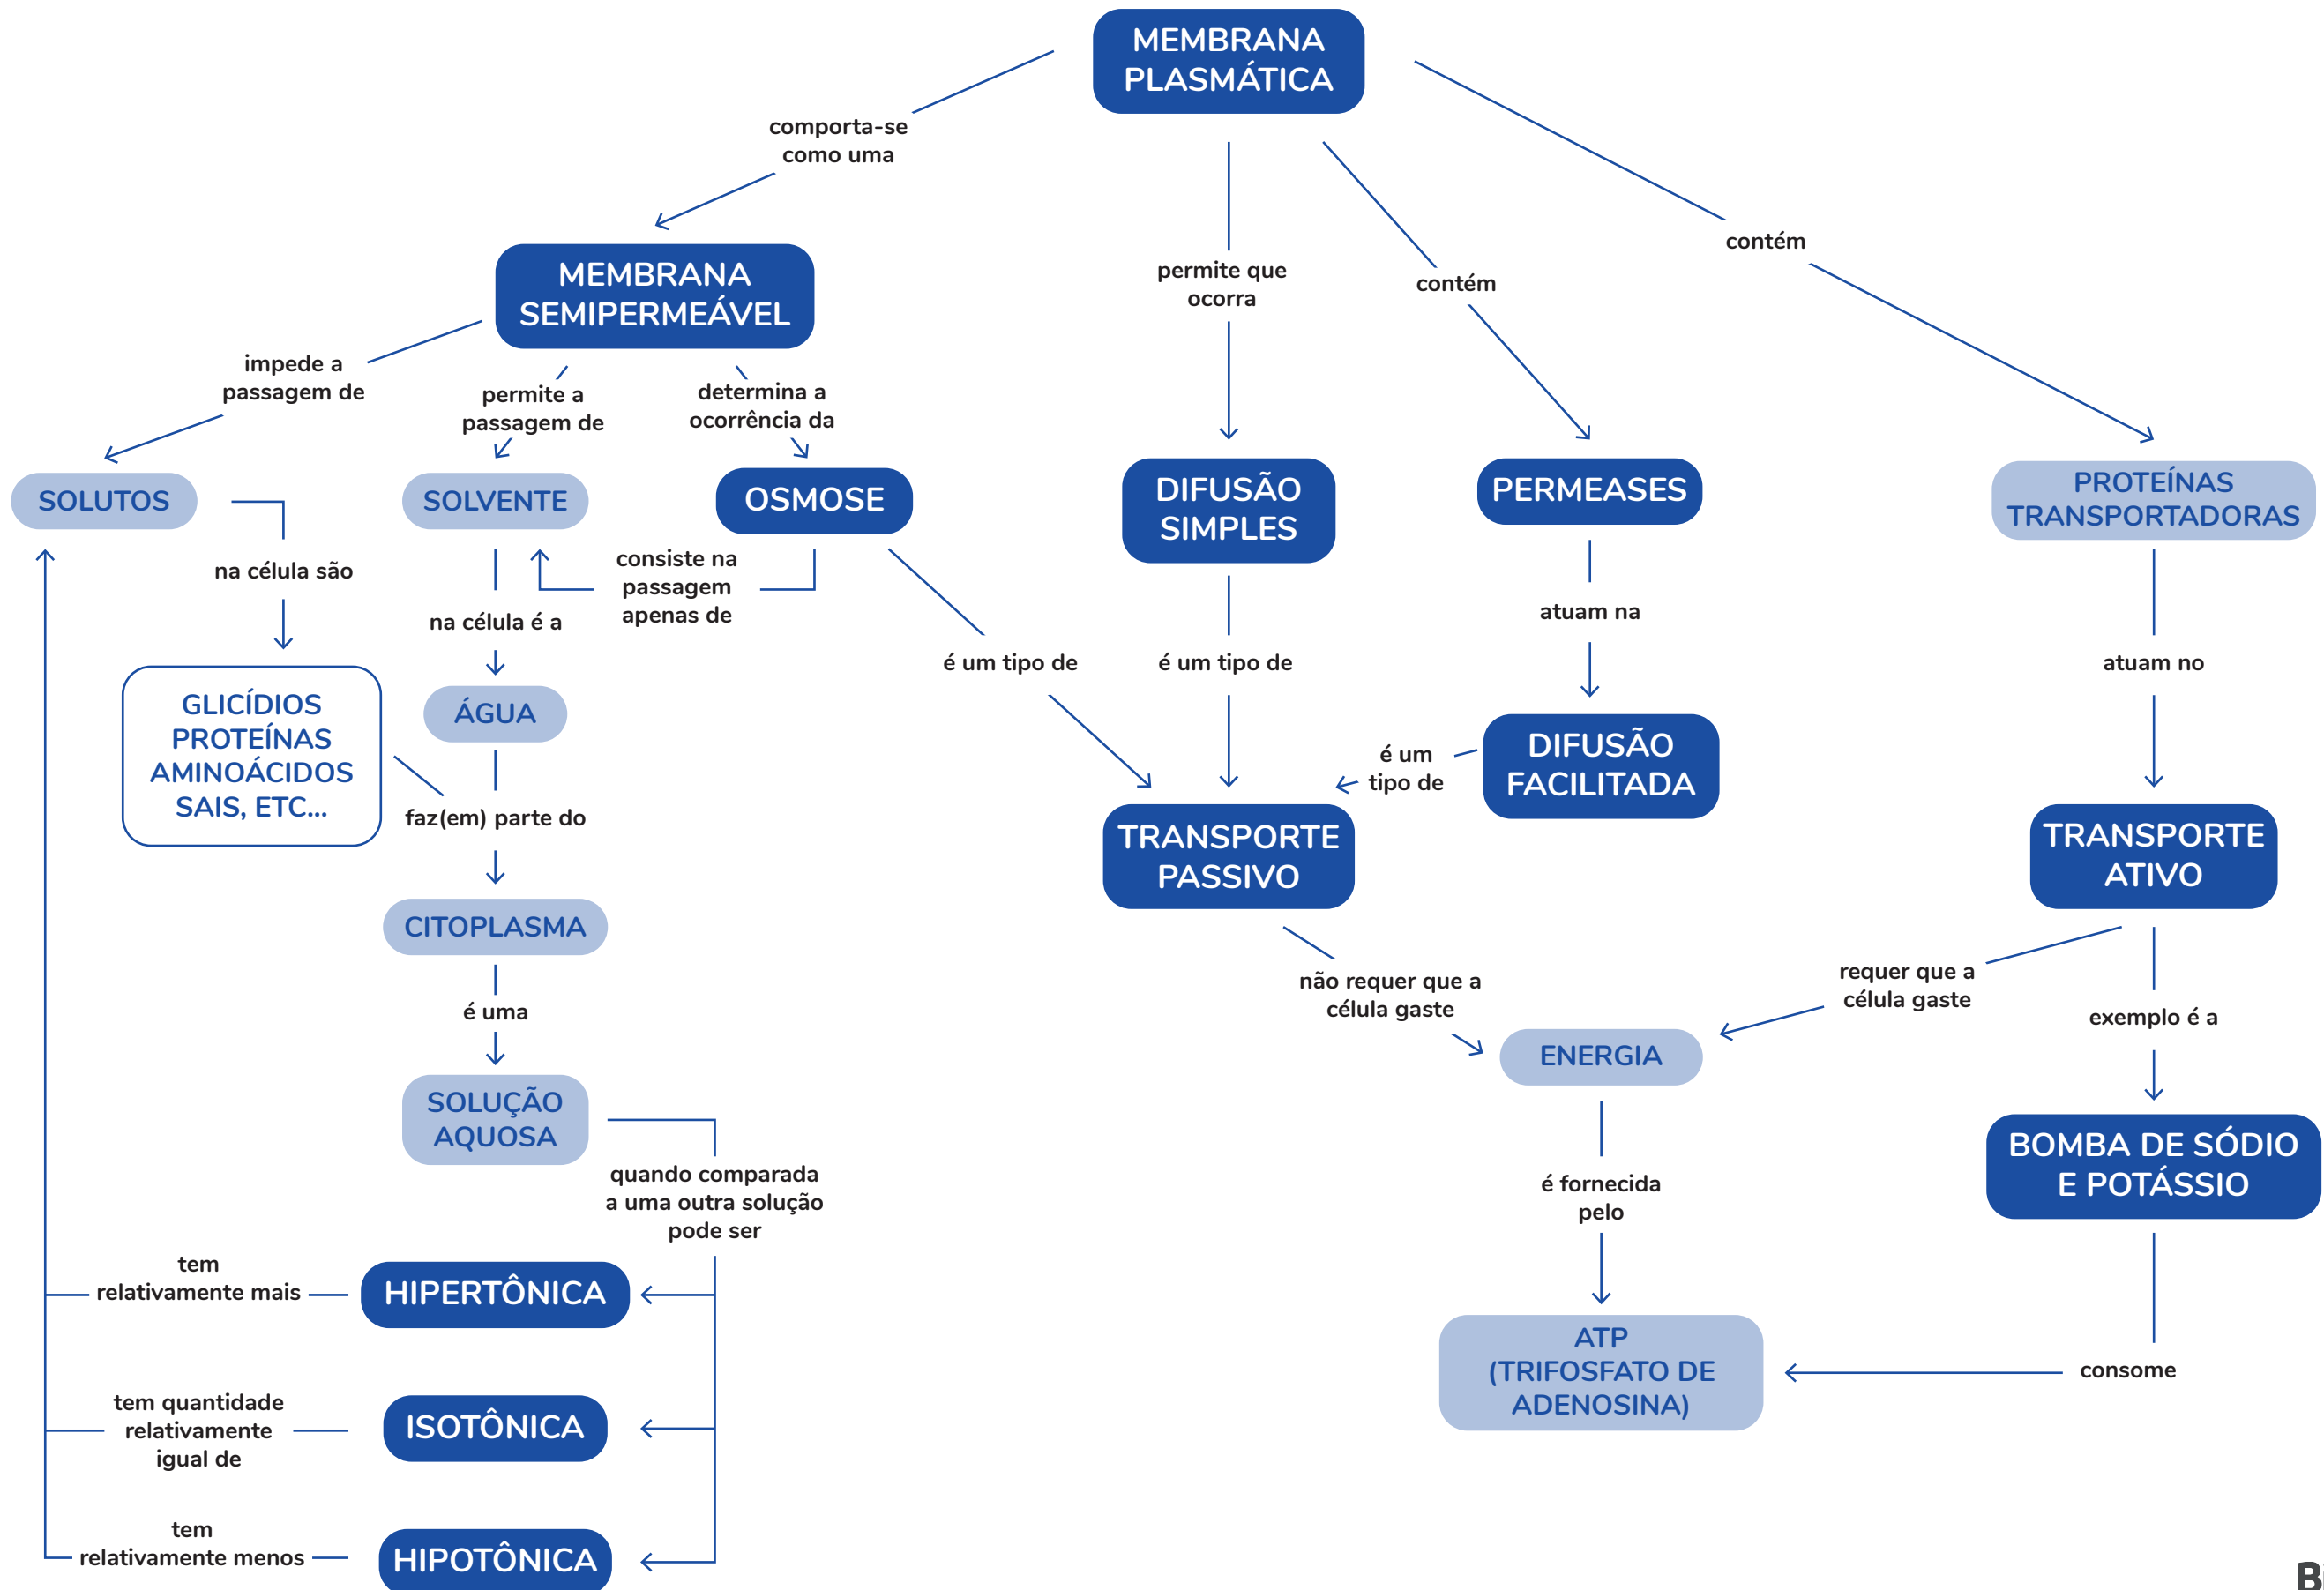 MEMBRANA
PLASMÁTICA
comporta-se
como uma
contém
MEMBRANA
SEMIPERMEÁVEL
permite que
ocorra
contém
impede a
passagem de
permite a
passagem de
determina a
ocorrência da
SOLUTOS
SOLVENTE
OSMOSE
DIFUSÃO
SIMPLES
PERMEASES
PROTEÍNAS
TRANSPORTADORAS
na célula são
consiste na
passagem
apenas de
na célula é a
atuam na
é um tipo de
é um tipo de
atuam no
GLICÍDIOS
PROTEÍNAS
AMINOÁCIDOS
SAIS, ETC...
ÁGUA
é um
tipo de
DIFUSÃO
FACILITADA
faz(em) parte do
TRANSPORTE
PASSIVO
TRANSPORTE
ATIVO
CITOPLASMA
não requer que a
célula gaste
requer que a
célula gaste
é uma
exemplo é a
ENERGIA
SOLUÇÃO
AQUOSA
quando comparada
a uma outra solução
pode ser
é fornecida
pelo
BOMBA DE SÓDIO
E POTÁSSIO
tem
relativamente mais
HIPERTÔNICA
ATP
(TRIFOSFATO DE
ADENOSINA)
consome
tem quantidade
relativamente
igual de
ISOTÔNICA
tem
relativamente menos
HIPOTÔNICA
B